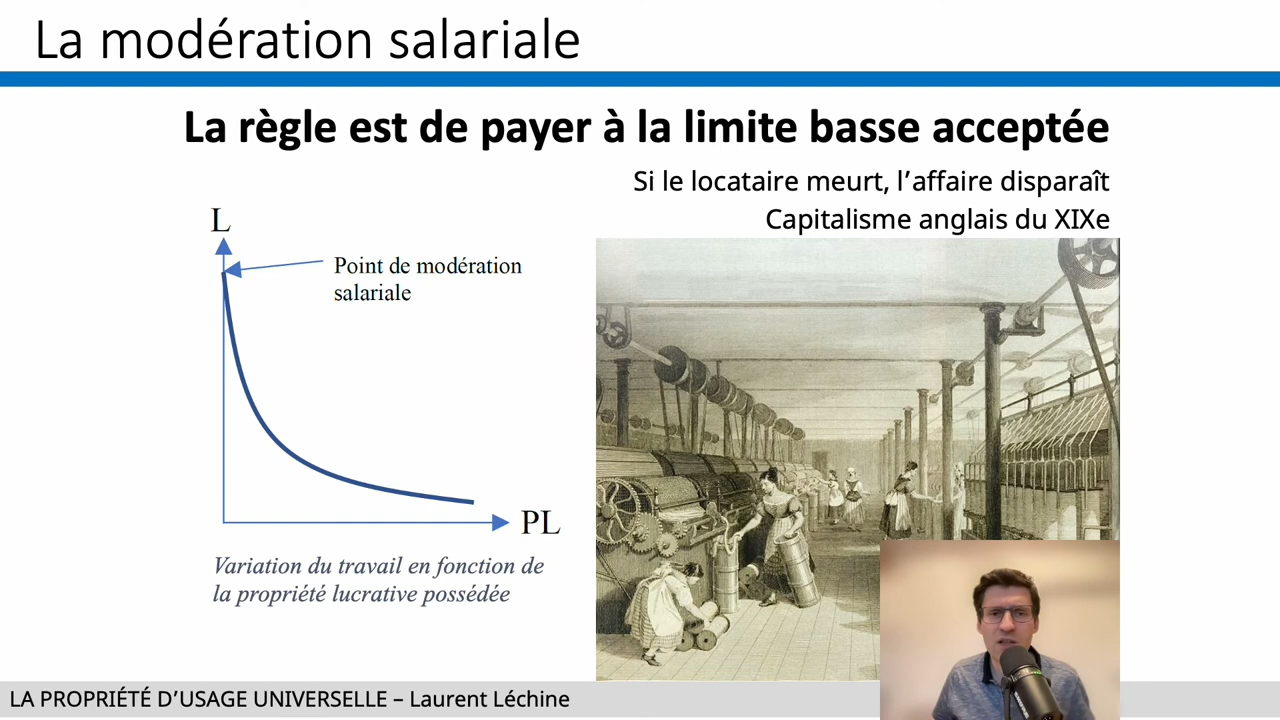 La modération salariale
La règle est de payer à la limite basse acceptée
Si le locataire meurt, l’affaire disparaît
Capitalisme anglais du XIXe
L
Point de modération
salariale
PL
Variation du travail en fonction de
la propriété lucrative possédée
LA PROPRIÉTÉ D’USAGE UNIVERSELLE – Laurent Léchine